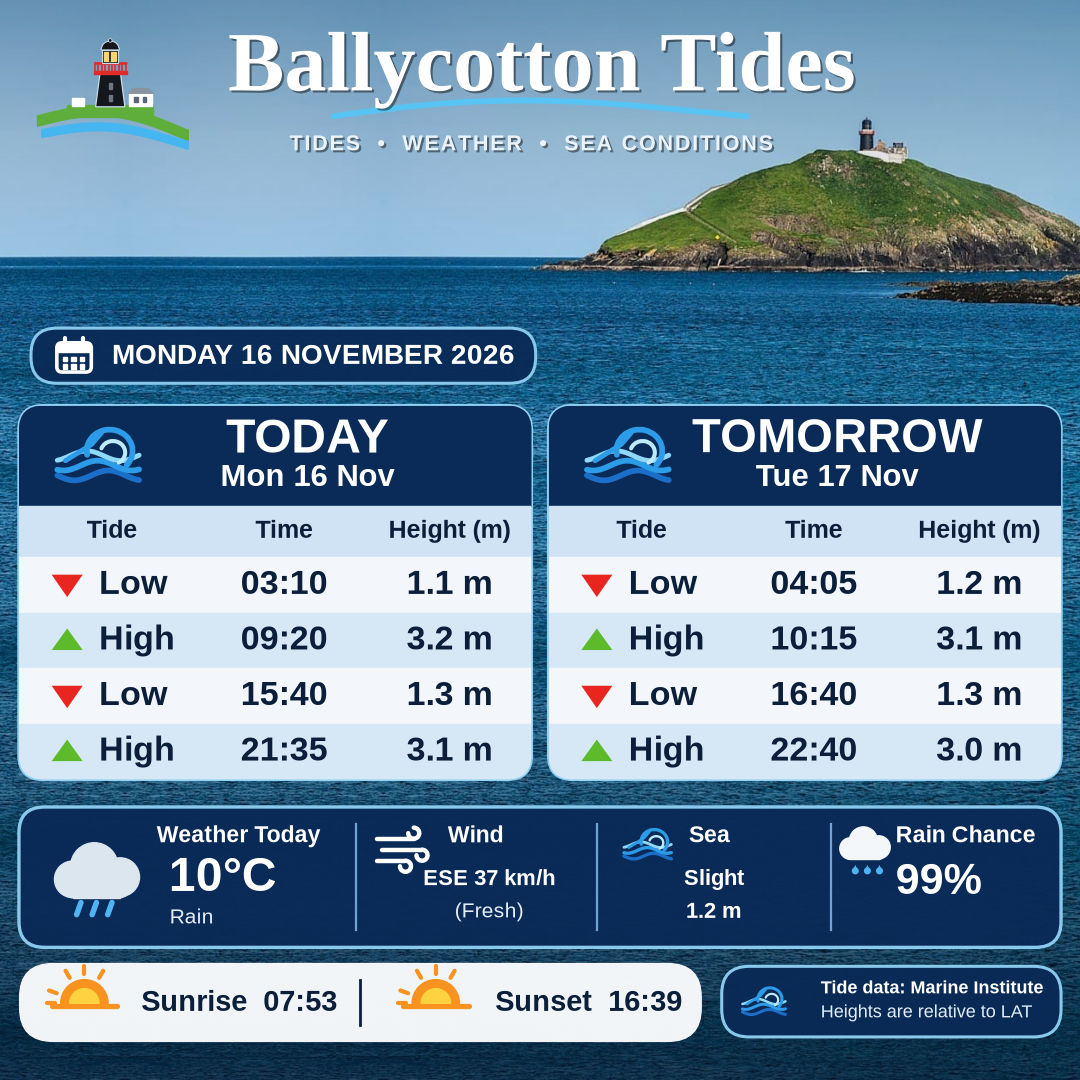 Ballycotton Tides
TIDES • WEATHER • SEA CONDITIONS
MONDAY 16 NOVEMBER 2026
TODAY
Mon 16 Nov
Tide Time Height (m)
Low 03:10 1.1 m
High 09:20 3.2 m
Low 15:40 1.3 m
High 21:35 3.1 m
TOMORROW
Tue 17 Nov
Tide Time Height (m)
Low 04:05 1.2 m
High 10:15 3.1 m
Low 16:40 1.3 m
High 22:40 3.0 m
Weather Today
10°C
Rain
Wind
ESE 37 km/h
(Fresh)
Sea
Slight
1.2 m
Rain Chance
99%
Sunrise 07:53
Sunset 16:39
Tide data: Marine Institute
Heights are relative to LAT